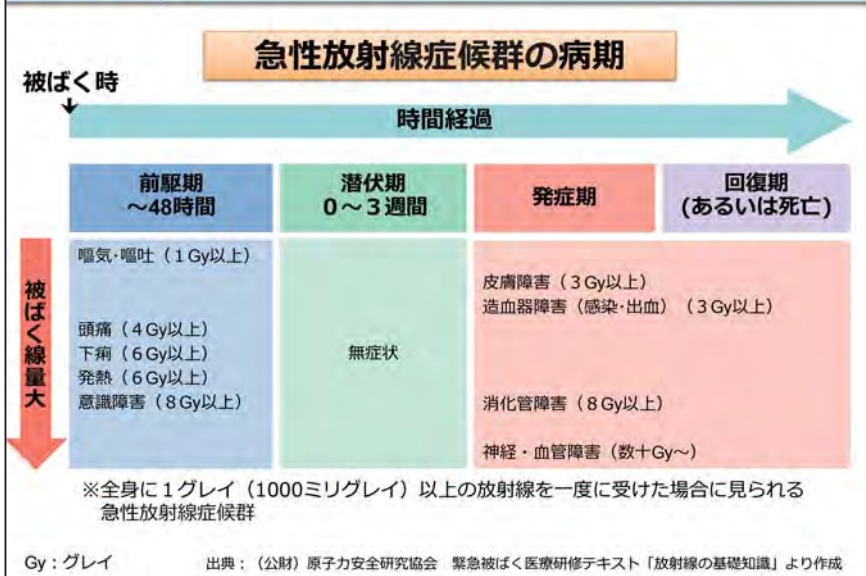 急性放射線症候群の病期
被ばく時
時間経過
前駆期
～48時間
潜伏期
0～3週間
発症期
回復期
(あるいは死亡)
被ばく線量大
嘔気･嘔吐（1Gy以上）
頭痛（4Gy以上）
下痢（6Gy以上）
発熱（6Gy以上）
意識障害（8Gy以上）
無症状
皮膚障害（3Gy以上）
造血器障害（感染･出血）（3Gy以上）
消化管障害（8Gy以上）
神経・血管障害（数十Gy～）
※全身に1グレイ（1000ミリグレイ）以上の放射線を一度に受けた場合に見られる
急性放射線症候群
Gy：グレイ
出典：（公財）原子力安全研究協会　緊急被ばく医療研修テキスト「放射線の基礎知識」より作成